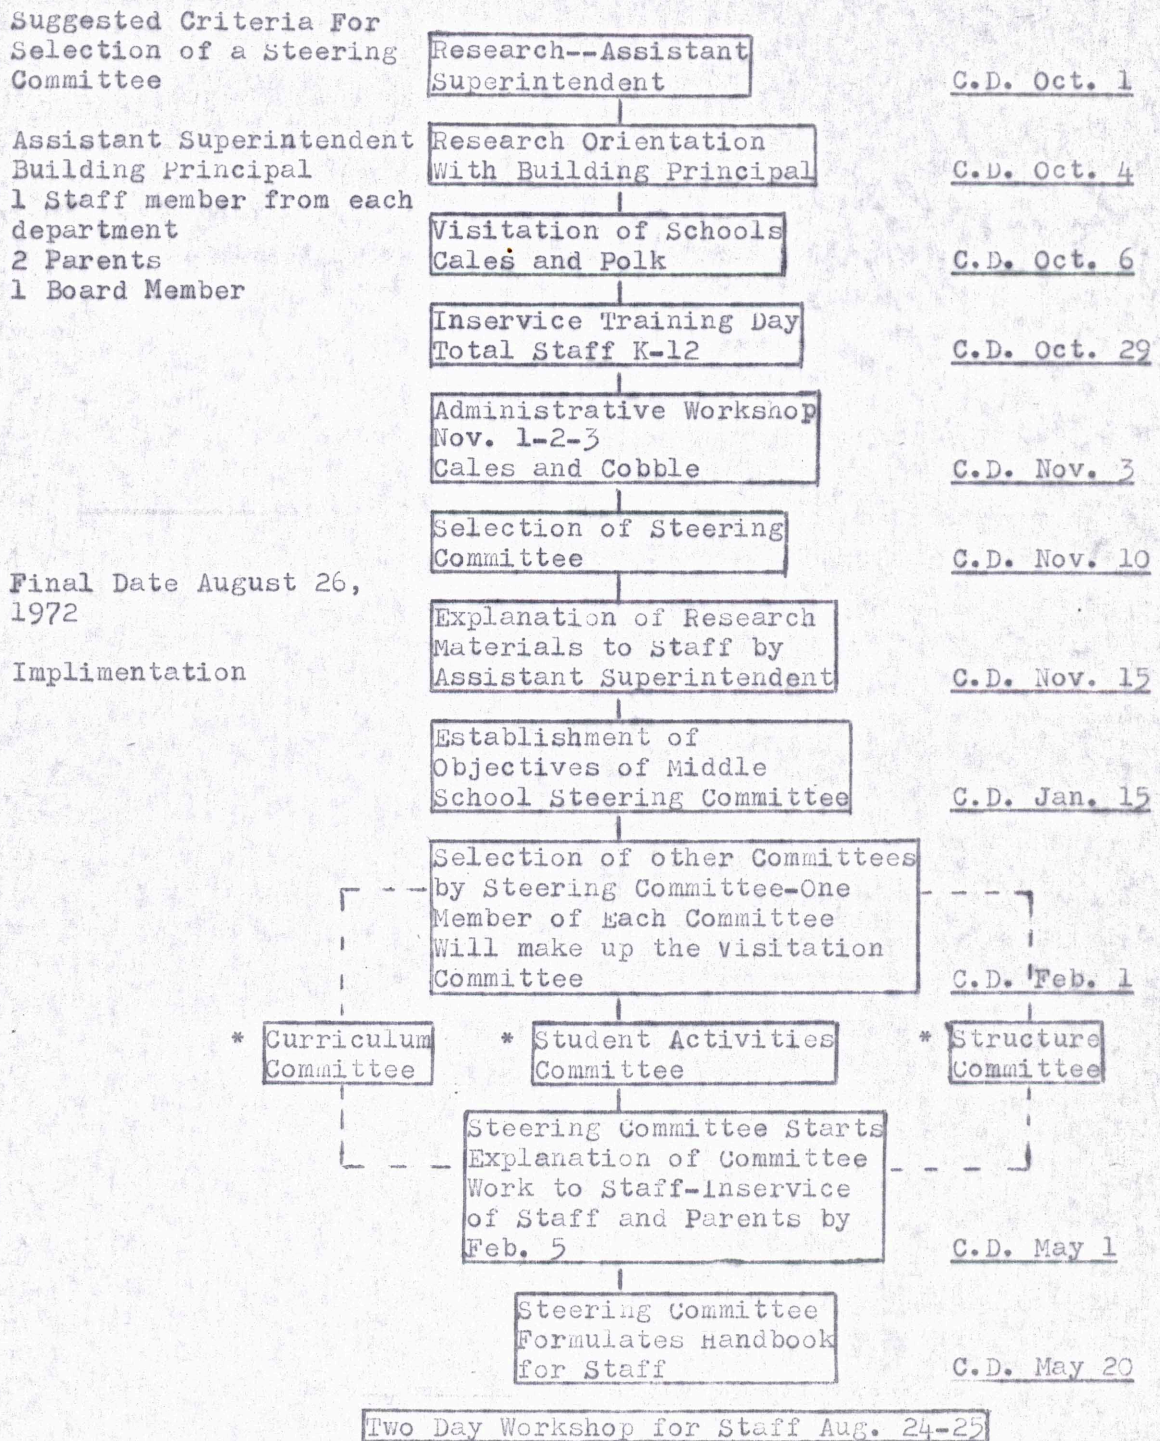 Suggested Criteria For
Selection of a Steering
Committee
Assistant Superintendent
Building Principal
1 Staff member from each
department
2 Parents
1 Board Member
Final Date August 26,
1972
Implimentation
Research--Assistant
Superintendent
C.D. Oct. 1
Research Orientation
With Building Principal
C.D. Oct. 4
Visitation of Schools
Cales and Polk
C.D. Oct. 6
Inservice Training Day
Total Staff K-12
C.D. Oct. 29
Administrative Workshop
Nov. 1-2-3
Cales and Cobble
C.D. Nov. 3
Selection of Steering
Committee
C.D. Nov. 10
Explanation of Research
Materials to Staff by
Assistant Superintendent
C.D. Nov. 15
Establishment of
Objectives of Middle
School Steering Committee
C.D. Jan. 15
Selection of other Committees
by Steering Committee-One
Member of Each Committee
Will make up the Visitation
Committee
C.D. Feb. 1
* Curriculum
Committee
* Student Activities
Committee
* Structure
Committee
Steering Committee Starts
Explanation of Committee
Work to Staff-Inservice
of Staff and Parents by
Feb. 5
C.D. May 1
Steering Committee
Formulates Handbook
for Staff
C.D. May 20
Two Day Workshop for Staff Aug. 24-25